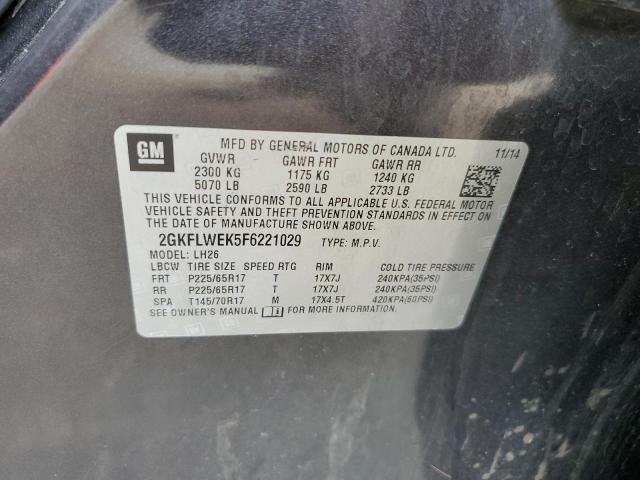 GM MFD BY GENERAL MOTORS OF CANADA LTD. 11/14
GVWR GAWR FRT GAWR RR
2300 KG 1175 KG 1240 KG
5070 LB 2590 LB 2733 LB
THIS VEHICLE CONFORMS TO ALL APPLICABLE U.S. FEDERAL MOTOR
VEHICLE SAFETY AND THEFT PREVENTION STANDARDS IN EFFECT ON
THE DATE OF MANUFACTURE SHOWN ABOVE.
2GKFLWEK5F6221029 TYPE: M.P.V.
MODEL: LH26
LBCW TIRE SIZE SPEED RTG RIM COLD TIRE PRESSURE
FRT P225/65R17 T 17X7J 240KPA(35PSI)
RR P225/65R17 T 17X7J 240KPA(35PSI)
SPA T145/70R17 M 17X4.5T 420KPA(60PSI)
SEE OWNER'S MANUAL FOR MORE INFORMATION.